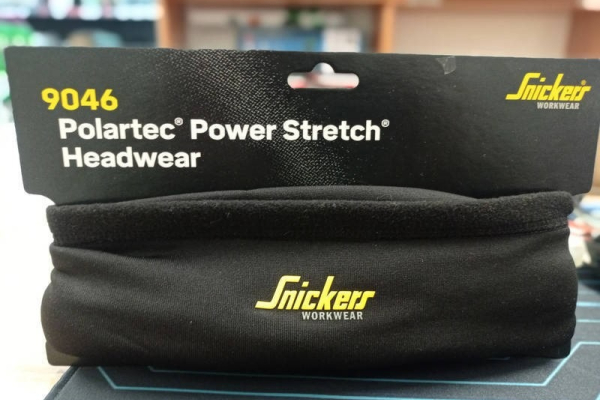 9046
Polartec® Power Stretch®
Headwear
Snickers
WORKWEAR
Snickers
WORKWEAR